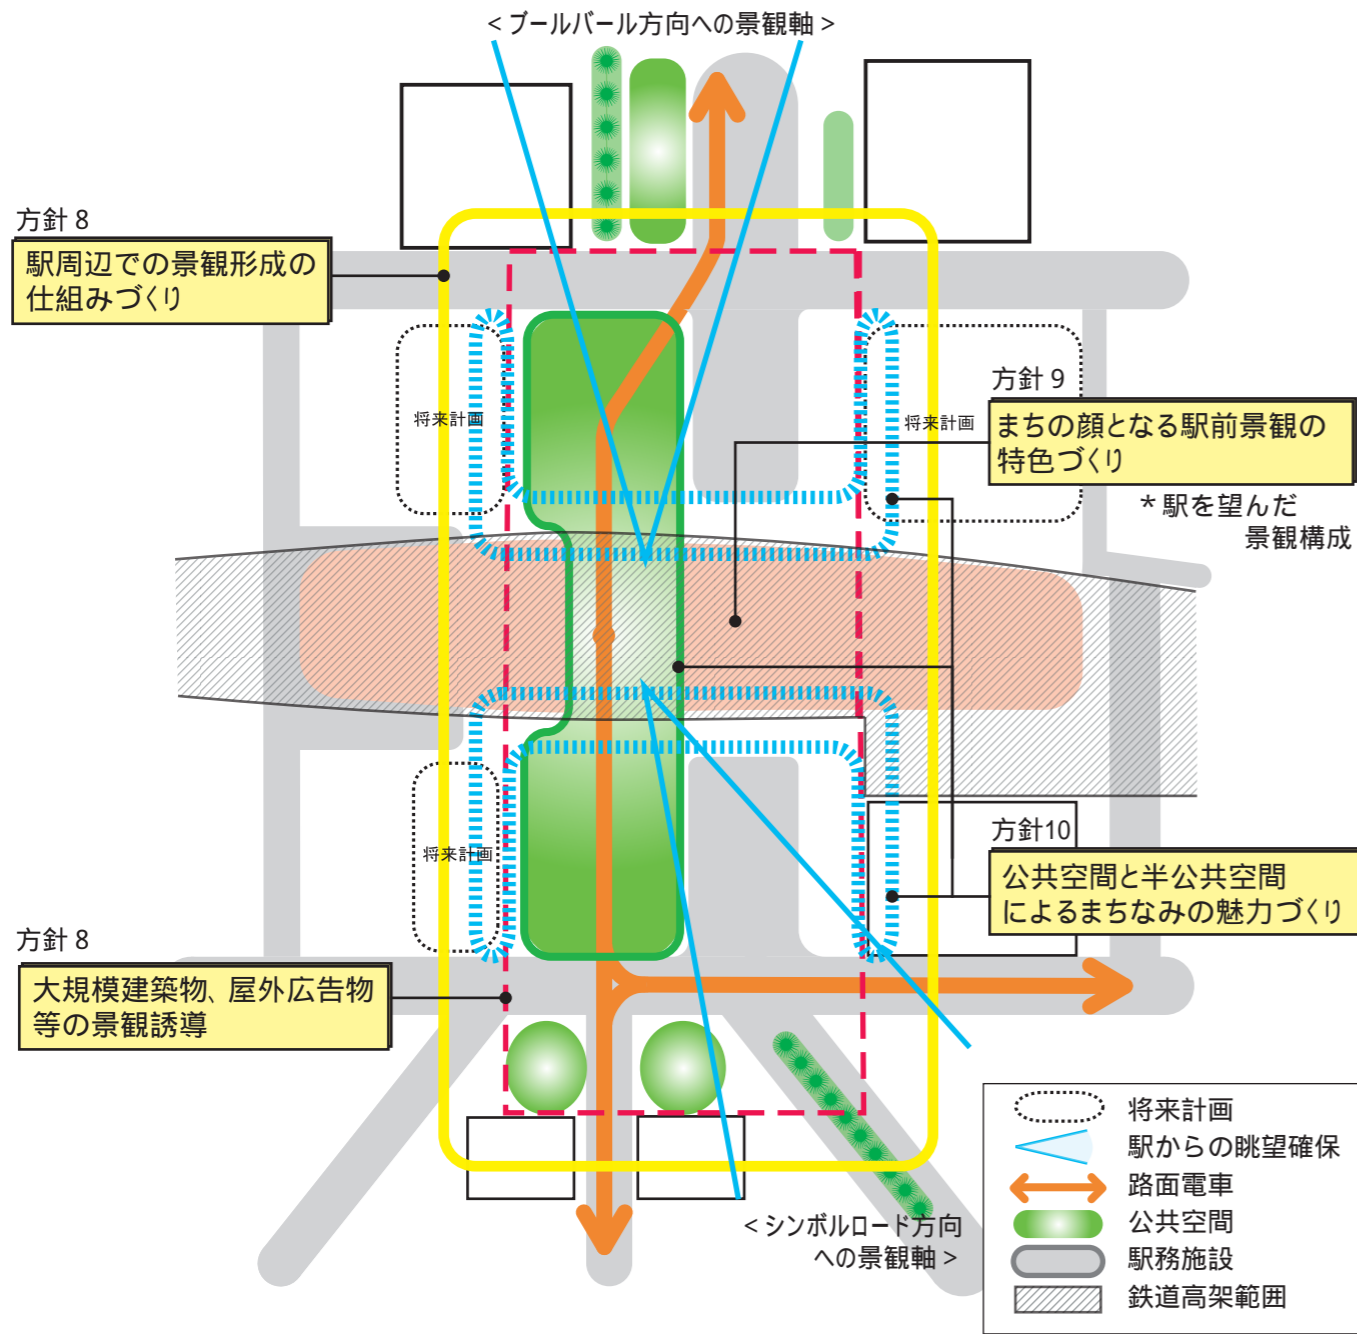 <ブールバール方向への景観軸>
方針8
駅周辺での景観形成の
仕組みづくり
将来計画
将来計画
方針9
まちの顔となる駅前景観の
特色づくり
*駅を望んだ
景観構成
将来計画
方針10
公共空間と半公共空間
によるまちなみの魅力づくり
方針8
大規模建築物、屋外広告物
等の景観誘導
<シンボルロード方向
への景観軸>
将来計画
駅からの眺望確保
路面電車
公共空間
駅務施設
鉄道高架範囲